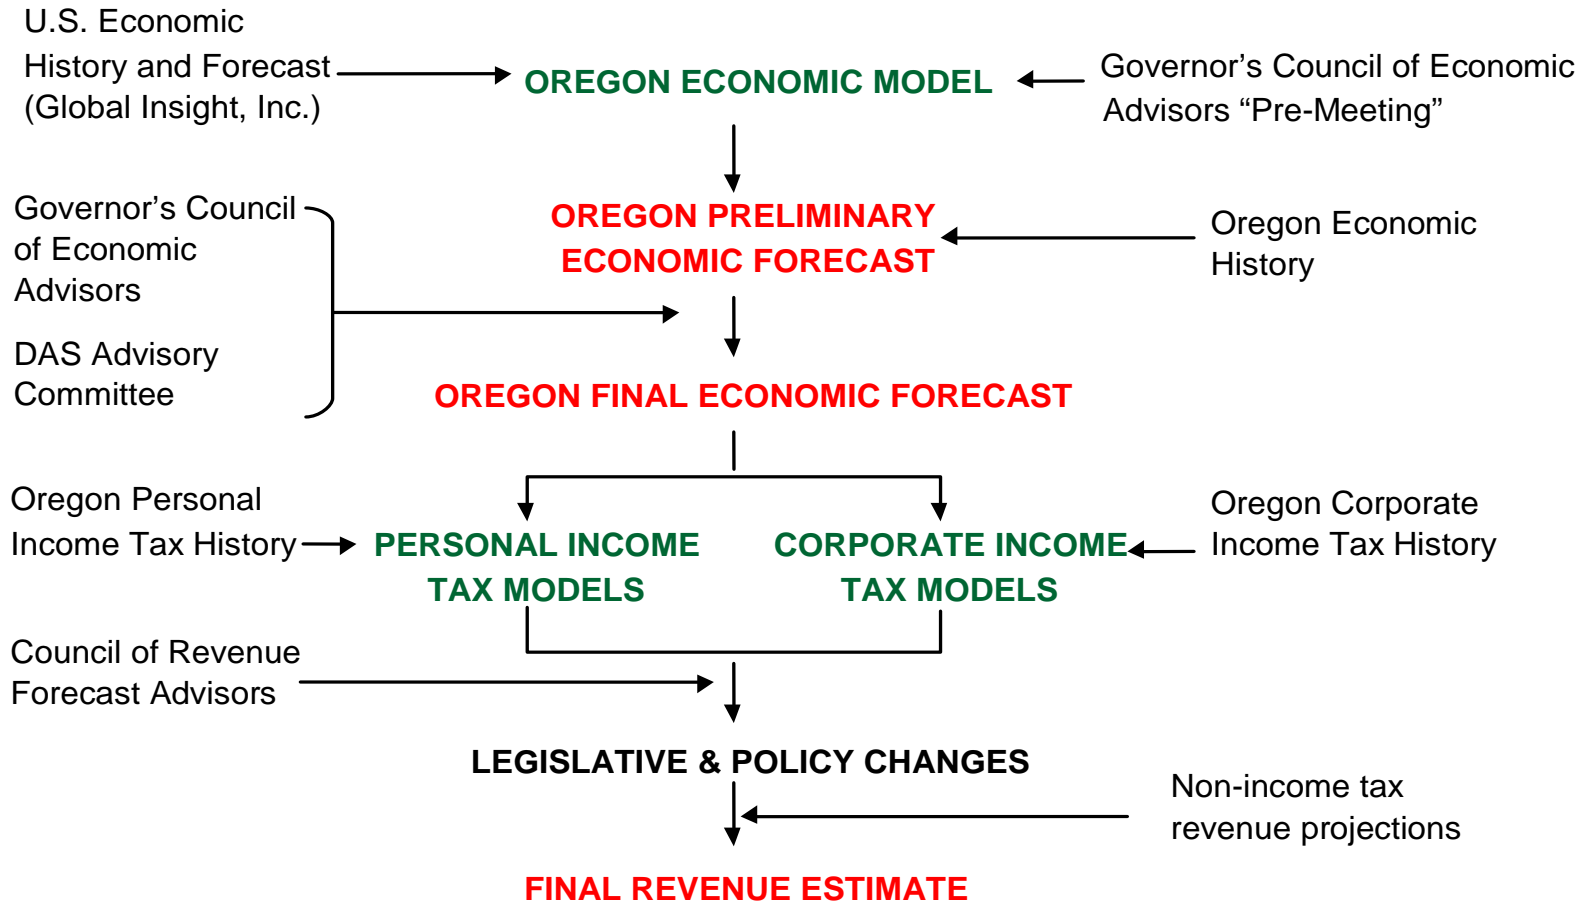 U.S. Economic
History and Forecast
(Global Insight, Inc.)
OREGON ECONOMIC MODEL
Governor’s Council of Economic
Advisors “Pre-Meeting”
Governor’s Council
of Economic
Advisors
DAS Advisory
Committee
OREGON PRELIMINARY
ECONOMIC FORECAST
Oregon Economic
History
OREGON FINAL ECONOMIC FORECAST
Oregon Personal
Income Tax History
PERSONAL INCOME
TAX MODELS
CORPORATE INCOME
TAX MODELS
Oregon Corporate
Income Tax History
Council of Revenue
Forecast Advisors
LEGISLATIVE & POLICY CHANGES
Non-income tax
revenue projections
FINAL REVENUE ESTIMATE